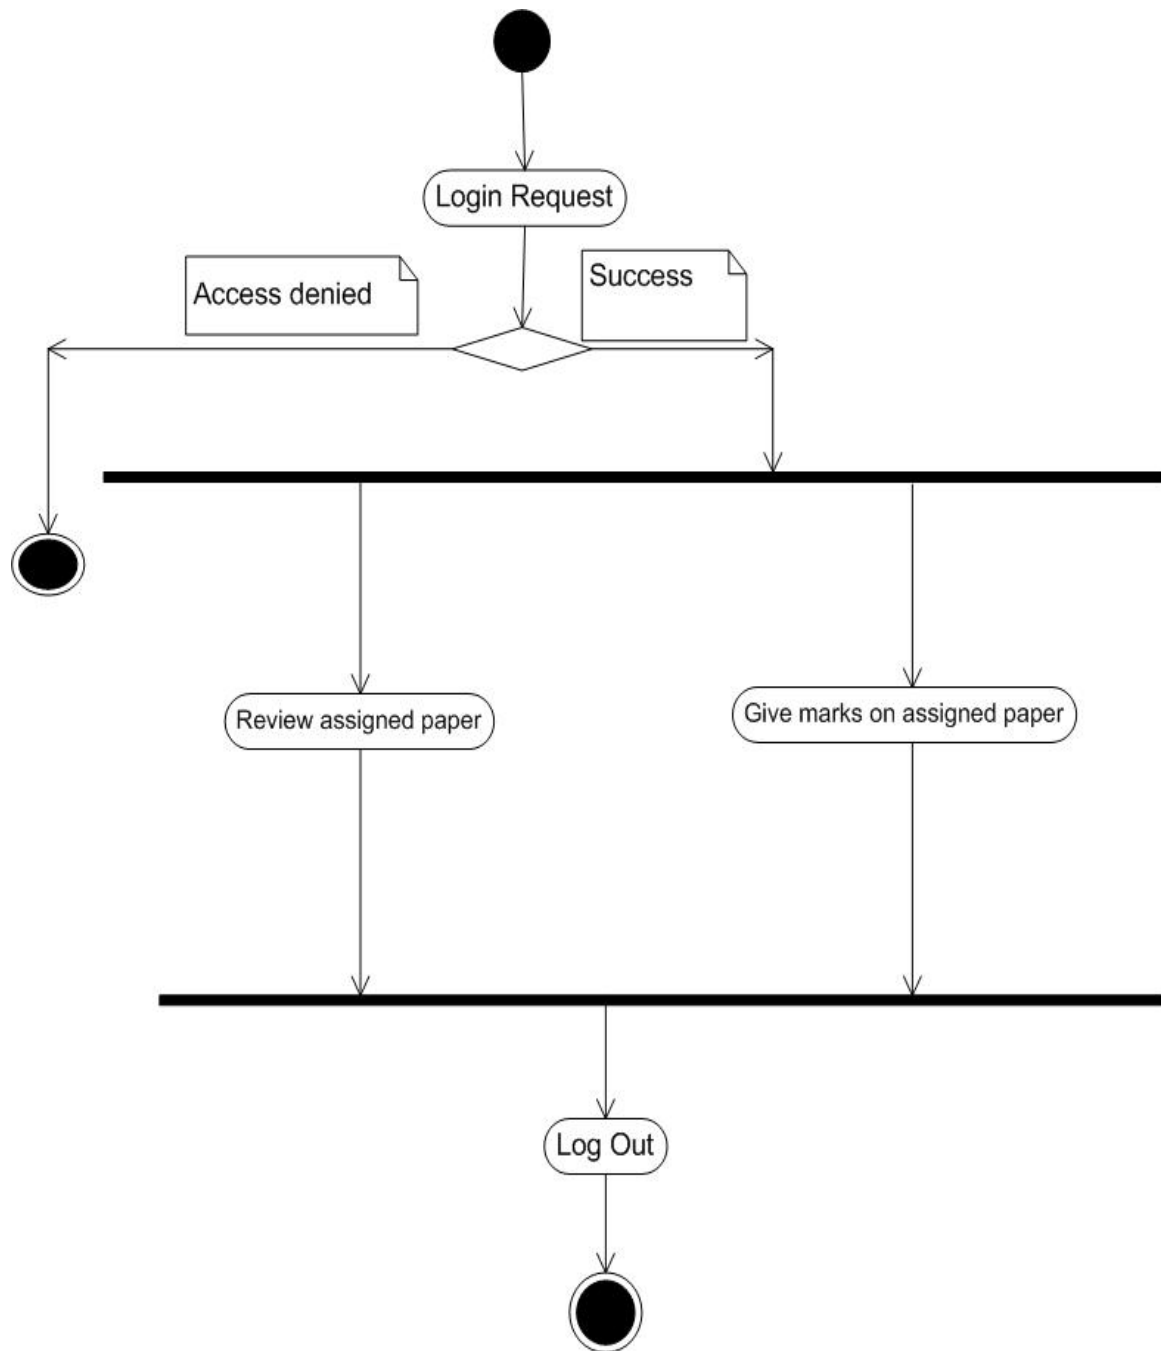 Login Request
Access denied
Success
Review assigned paper
Give marks on assigned paper
Log Out